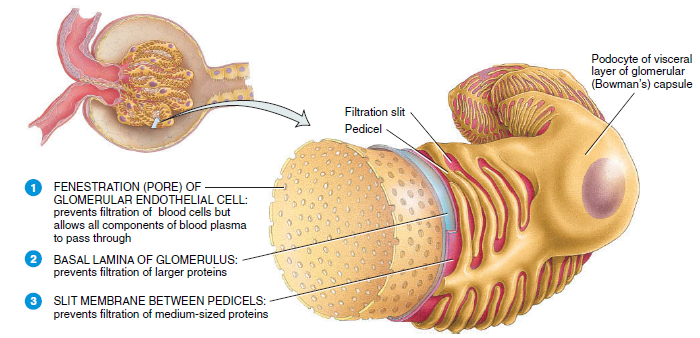 Podocyte of visceral
layer of glomerular
(Bowman's) capsule
Filtration slit
Pedicel
1 FENESTRATION (PORE) OF
GLOMERULAR ENDOTHELIAL CELL:
prevents filtration of blood cells but
allows all components of blood plasma
to pass through
2 BASAL LAMINA OF GLOMERULUS:
prevents filtration of larger proteins
3 SLIT MEMBRANE BETWEEN PEDICELS:
prevents filtration of medium-sized proteins